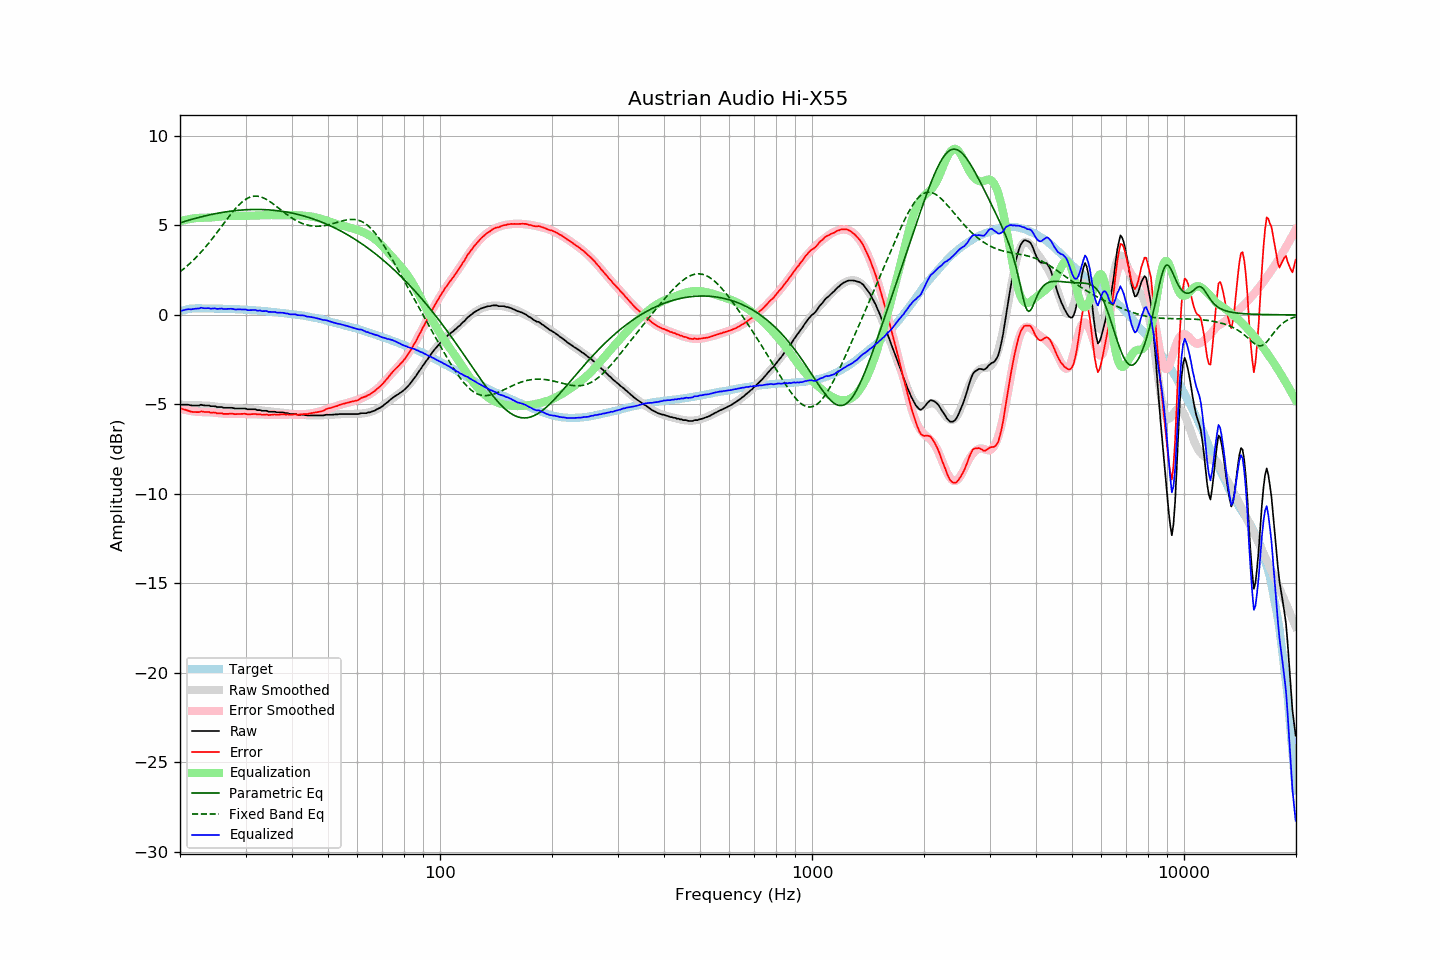 Austrian Audio Hi-X55
10
5
0
−5
−10
−15
−20
−25
−30
Amplitude (dBr)
Target
Raw Smoothed
Error Smoothed
Raw
Error
Equalization
Parametric Eq
Fixed Band Eq
Equalized
100 1000 10000
Frequency (Hz)